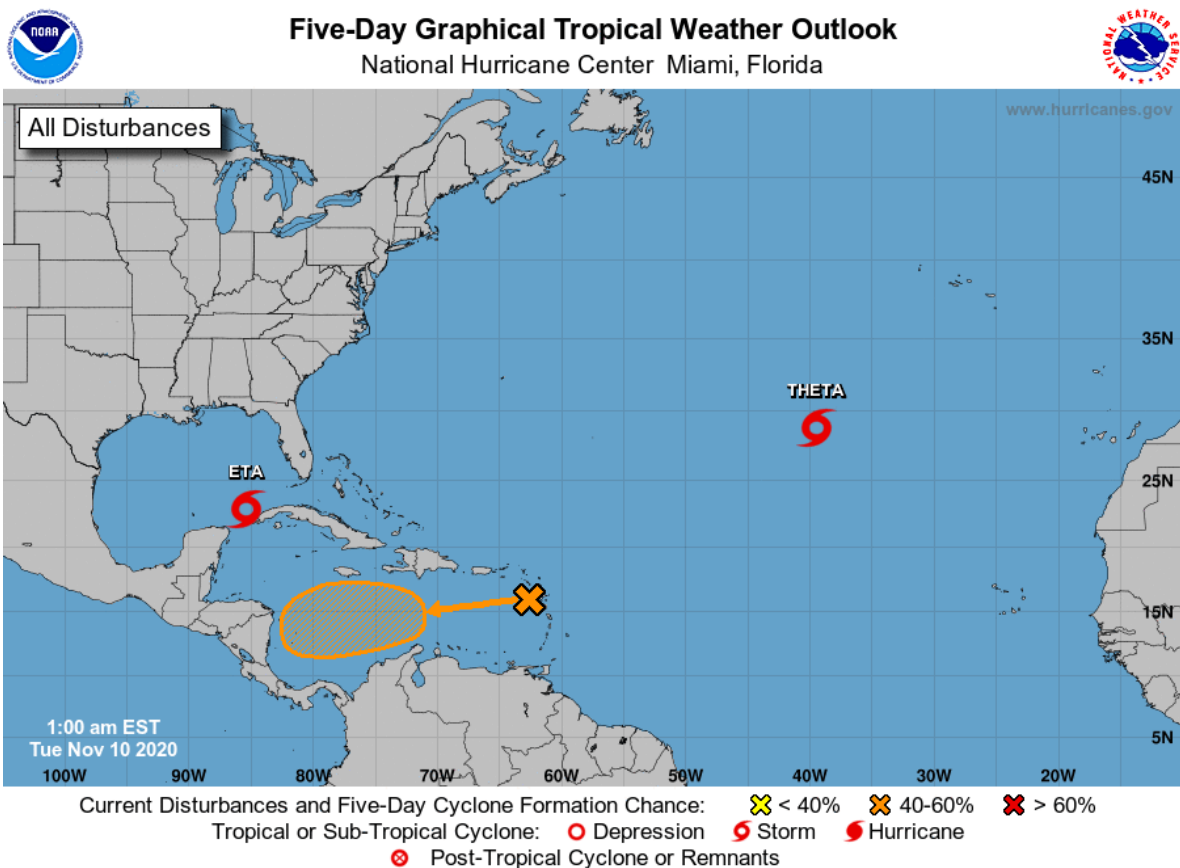 Five-Day Graphical Tropical Weather Outlook
National Hurricane Center Miami, Florida
NOAA
All Disturbances
www.hurricanes.gov
45N
35N
THETA
ETA
25N
15N
1:00 am EST
Tue Nov 10 2020
5N
100W 90W 80W 70W 60W 50W 40W 30W 20W
Current Disturbances and Five-Day Cyclone Formation Chance: < 40% 40-60% > 60%
Tropical or Sub-Tropical Cyclone: Depression Storm Hurricane
Post-Tropical Cyclone or Remnants